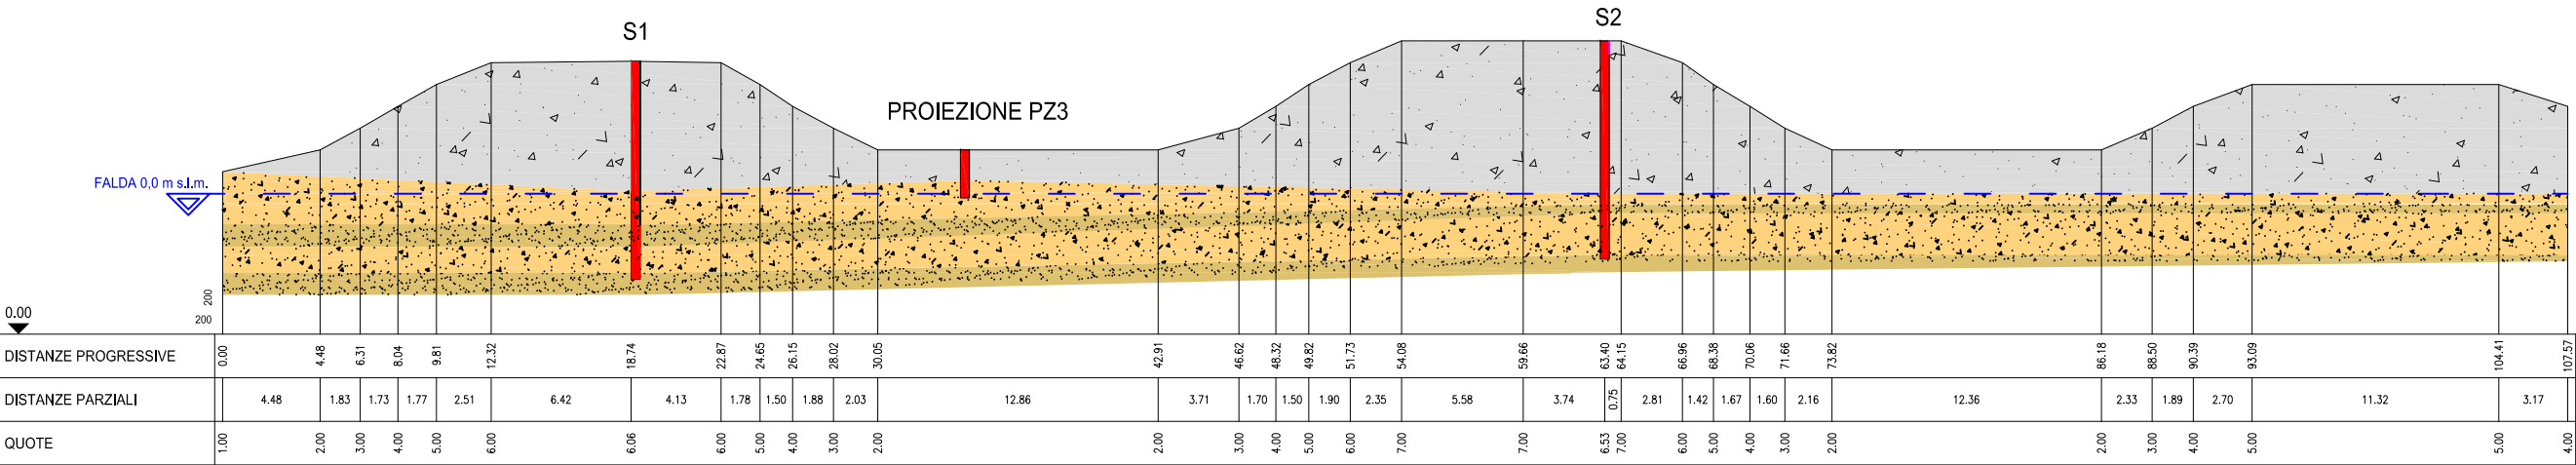 S1
S2
PROIEZIONE PZ3
FALDA 0,0 m s.l.m.
200
200
0.00
DISTANZE PROGRESSIVE 0.00 4.48 6.31 8.04 9.81 12.32 18.74 22.87 24.65 26.15 28.02 30.05 42.91 46.62 48.32 49.82 51.73 54.08 59.66 63.40 64.15 66.96 68.38 70.06 71.66 73.82 86.18 88.50 90.39 93.09 104.41 107.57
DISTANZE PARZIALI 4.48 1.83 1.73 1.77 2.51 6.42 4.13 1.78 1.50 1.88 2.03 12.86 3.71 1.70 1.50 1.90 2.35 5.58 3.74 0.75 2.81 1.42 1.67 1.60 2.16 12.36 2.33 1.89 2.70 11.32 3.17
QUOTE 1.00 2.00 3.00 4.00 5.00 6.00 6.06 6.00 5.00 4.00 3.00 2.00 2.00 3.00 4.00 5.00 6.00 7.00 7.00 6.53 7.00 6.00 5.00 4.00 3.00 2.00 2.00 3.00 4.00 5.00 5.00 4.00